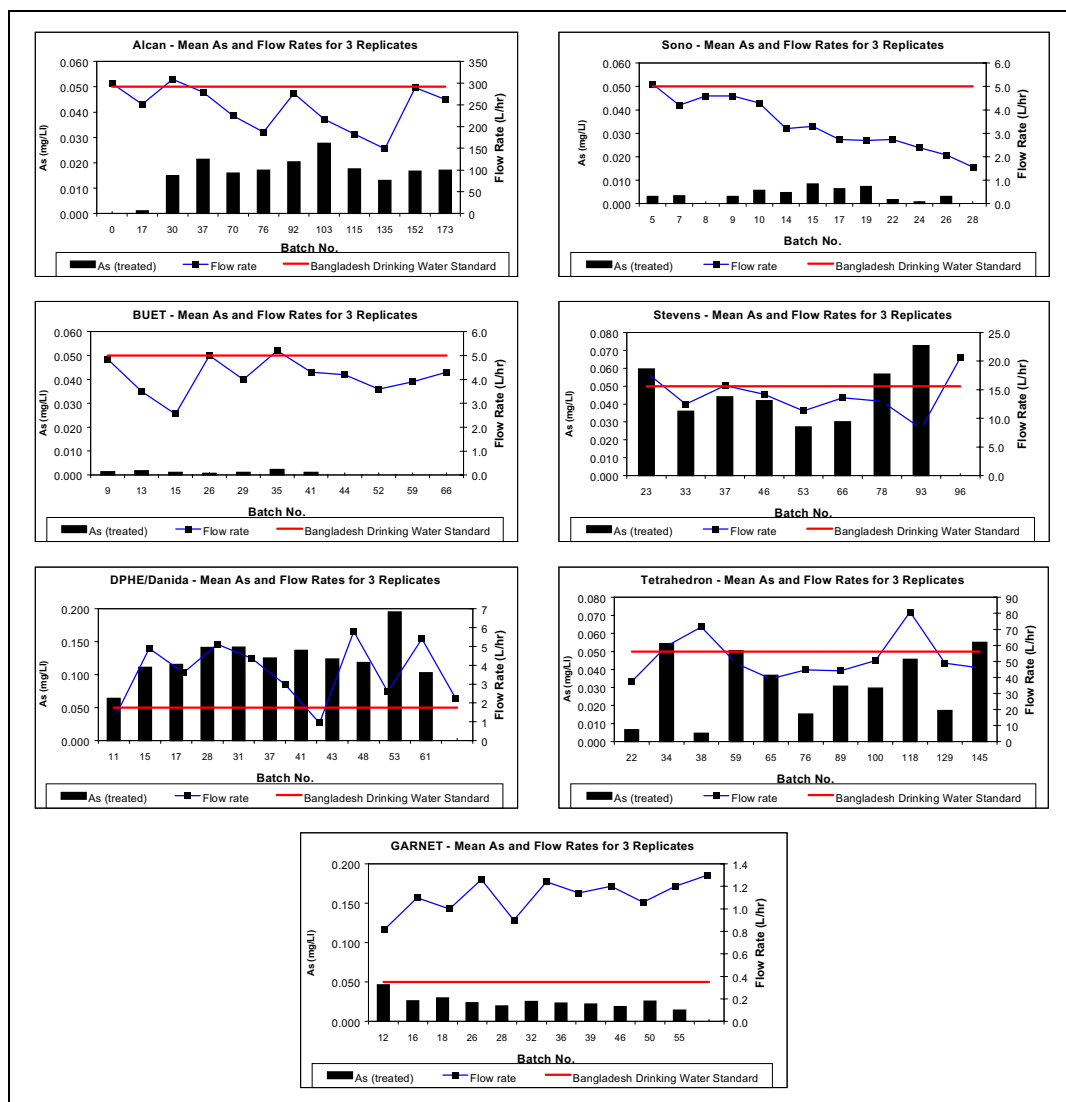 Alcan - Mean As and Flow Rates for 3 Replicates
0.060
0.050
0.040
0.030
0.020
0.010
0.000
As (mg/Ll)
350
300
250
200
150
100
50
0
Flow Rate (L/hr)
0 17 30 37 70 76 92 103 115 135 152 173
Batch No.
As (treated) Flow rate Bangladesh Drinking Water Standard
Sono - Mean As and Flow Rates for 3 Replicates
0.060
0.050
0.040
0.030
0.020
0.010
0.000
As (mg/Ll)
6.0
5.0
4.0
3.0
2.0
1.0
0.0
Flow Rate (L/hr)
5 7 8 9 10 14 15 17 19 22 24 26 28
Batch No.
As (treated) Flow rate Bangladesh Drinking Water Standard
BUET - Mean As and Flow Rates for 3 Replicates
0.060
0.050
0.040
0.030
0.020
0.010
0.000
As (mg/Ll)
6.0
5.0
4.0
3.0
2.0
1.0
0.0
Flow Rate (L/hr)
9 13 15 26 29 35 41 44 52 59 66
Batch No.
As (treated) Flow rate Bangladesh Drinking Water Standard
Stevens - Mean As and Flow Rates for 3 Replicates
0.080
0.070
0.060
0.050
0.040
0.030
0.020
0.010
0.000
As (mg/Ll)
25.0
20.0
15.0
10.0
5.0
0.0
Flow Rate (L/hr)
23 33 37 46 53 66 78 93 96
Batch No.
As (treated) Flow rate Bangladesh Drinking Water Standard
DPHE/Danida - Mean As and Flow Rates for 3 Replicates
0.200
0.150
0.100
0.050
0.000
As (mg/Ll)
7
6
5
4
3
2
1
0
Flow Rate (L/hr)
11 15 17 28 31 37 41 43 48 53 61
Batch No.
As (treated) Flow rate Bangladesh Drinking Water Standard
Tetrahedron - Mean As and Flow Rates for 3 Replicates
0.080
0.070
0.060
0.050
0.040
0.030
0.020
0.010
0.000
As (mg/Ll)
90
80
70
60
50
40
30
20
10
0
Flow Rate (L/hr)
22 34 38 59 65 76 89 100 118 129 145
Batch No.
As (treated) Flow rate Bangladesh Drinking Water Standard
GARNET - Mean As and Flow Rates for 3 Replicates
0.200
0.150
0.100
0.050
0.000
As (mg/Ll)
1.4
1.2
1.0
0.8
0.6
0.4
0.2
0.0
Flow Rate (L/hr)
12 16 18 26 28 32 36 39 46 50 55
Batch No.
As (treated) Flow rate Bangladesh Drinking Water Standard